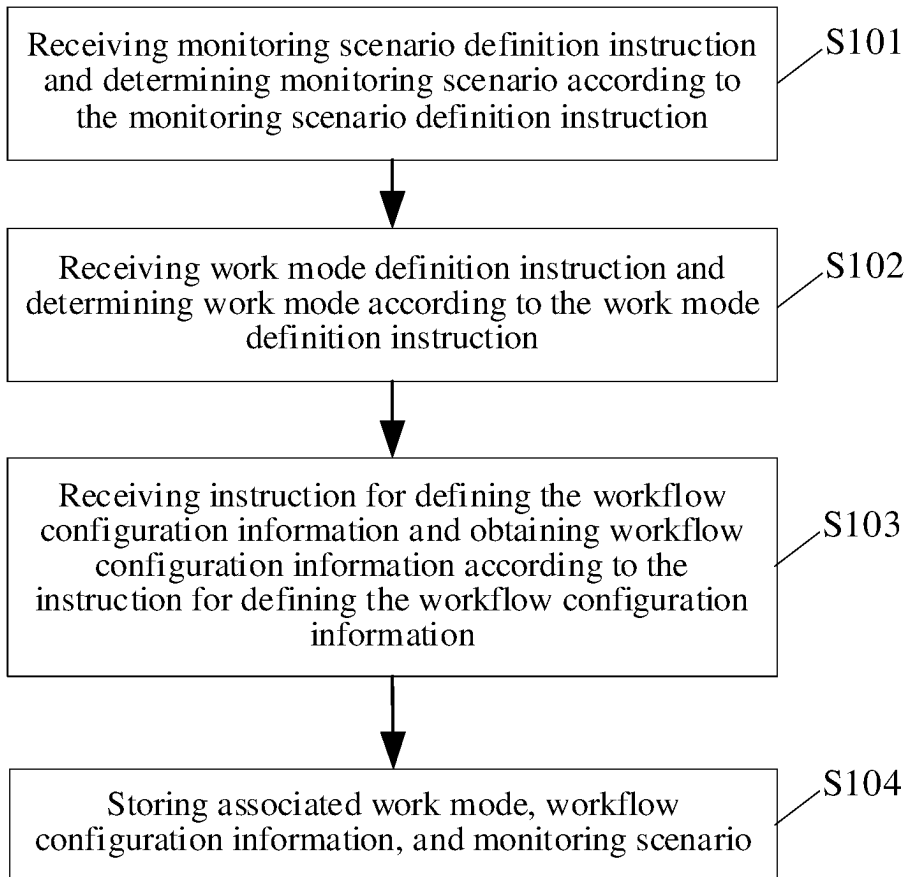 Receiving monitoring scenario definition instruction
and determining monitoring scenario according to
the monitoring scenario definition instruction
S101
Receiving work mode definition instruction and
determining work mode according to the work mode
definition instruction
S102
Receiving instruction for defining the workflow
configuration information and obtaining workflow
configuration information according to the
instruction for defining the workflow configuration
information
S103
Storing associated work mode, workflow
configuration information, and monitoring scenario
S104